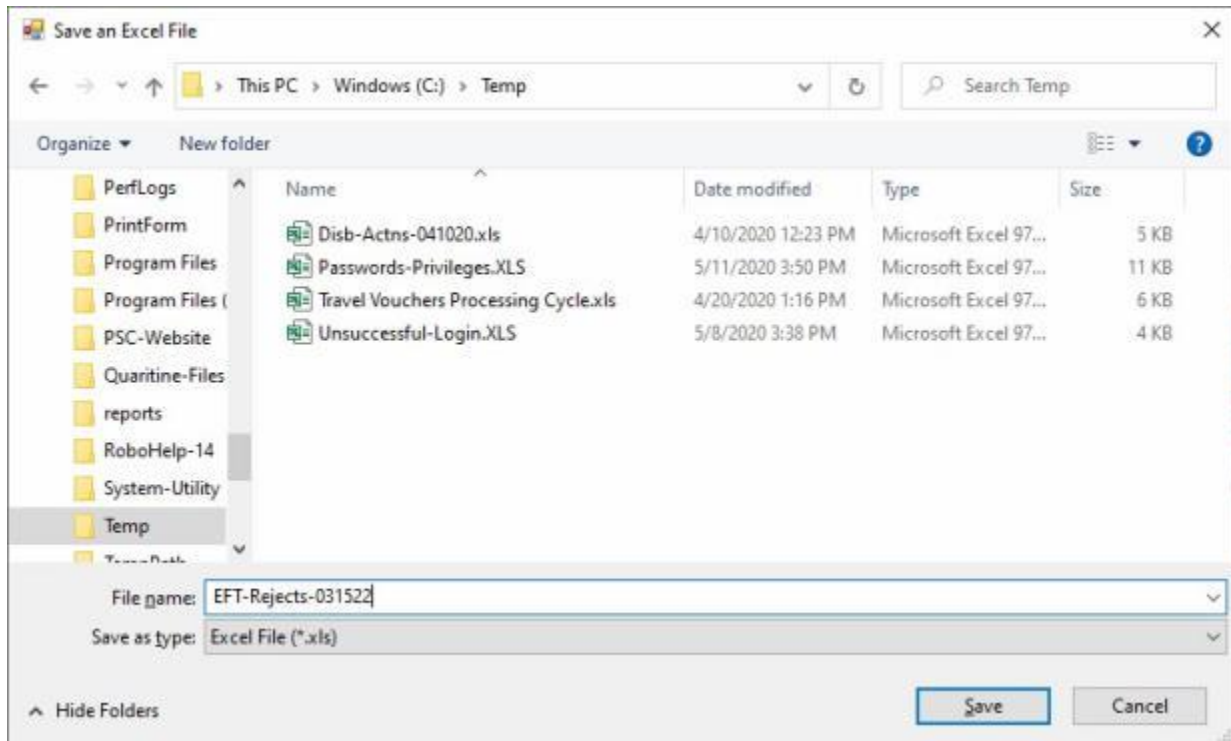 Save an Excel File
This PC > Windows (C:) > Temp
Search Temp
Organize
New folder
PerfLogs
PrintForm
Program Files
Program Files (
PSC-Website
Quaritine-Files
reports
RoboHelp-14
System-Utility
Temp
TempPath
Name Date modified Type Size
Disb-Actns-041020.xls 4/10/2020 12:23 PM Microsoft Excel 97... 5 KB
Passwords-Privileges.XLS 5/11/2020 3:50 PM Microsoft Excel 97... 11 KB
Travel Vouchers Processing Cycle.xls 4/20/2020 1:16 PM Microsoft Excel 97... 6 KB
Unsuccessful-Login.XLS 5/8/2020 3:38 PM Microsoft Excel 97... 4 KB
File name: EFT-Rejects-031522
Save as type: Excel File (*.xls)
Hide Folders
Save
Cancel